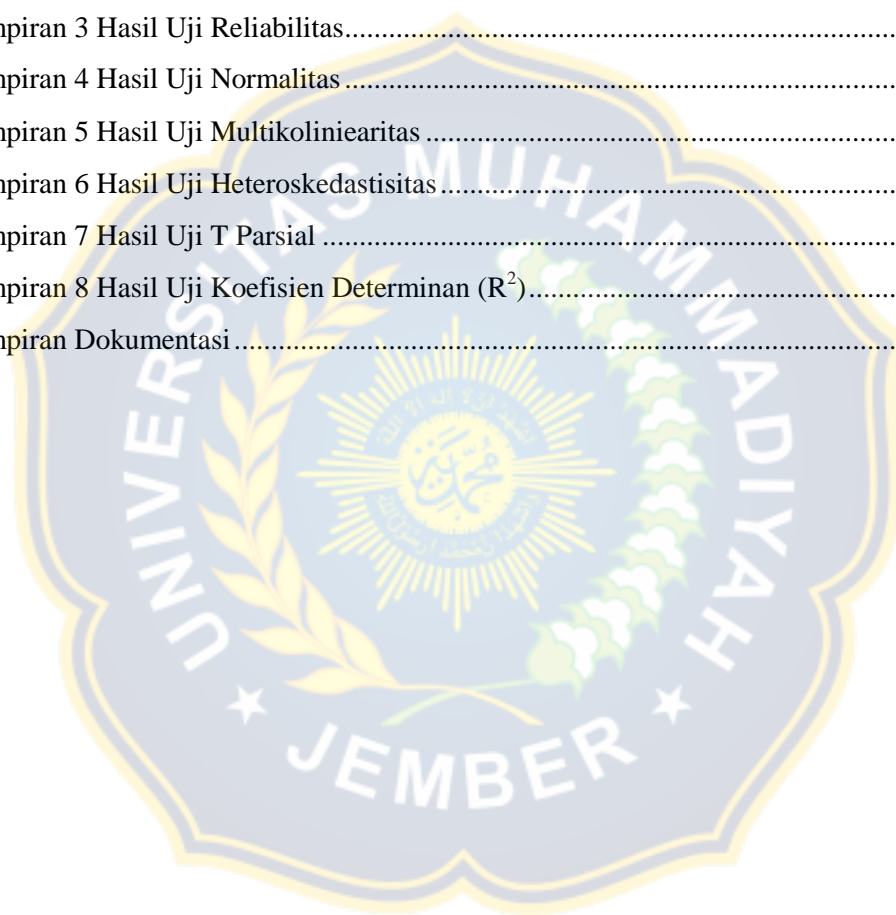 mpiran 3 Hasil Uji Reliabilitas....................................................................................
mpiran 4 Hasil Uji Normalitas....................................................................................
mpiran 5 Hasil Uji Multikoliniearitas....................................................................................
mpiran 6 Hasil Uji Heteroskedastisitas....................................................................................
mpiran 7 Hasil Uji T Parsial....................................................................................
mpiran 8 Hasil Uji Koefisien Determinan (R²)....................................................................................
mpiran Dokumentasi....................................................................................
UNIVERSITAS MUHAMMADIYAH
JEMBER